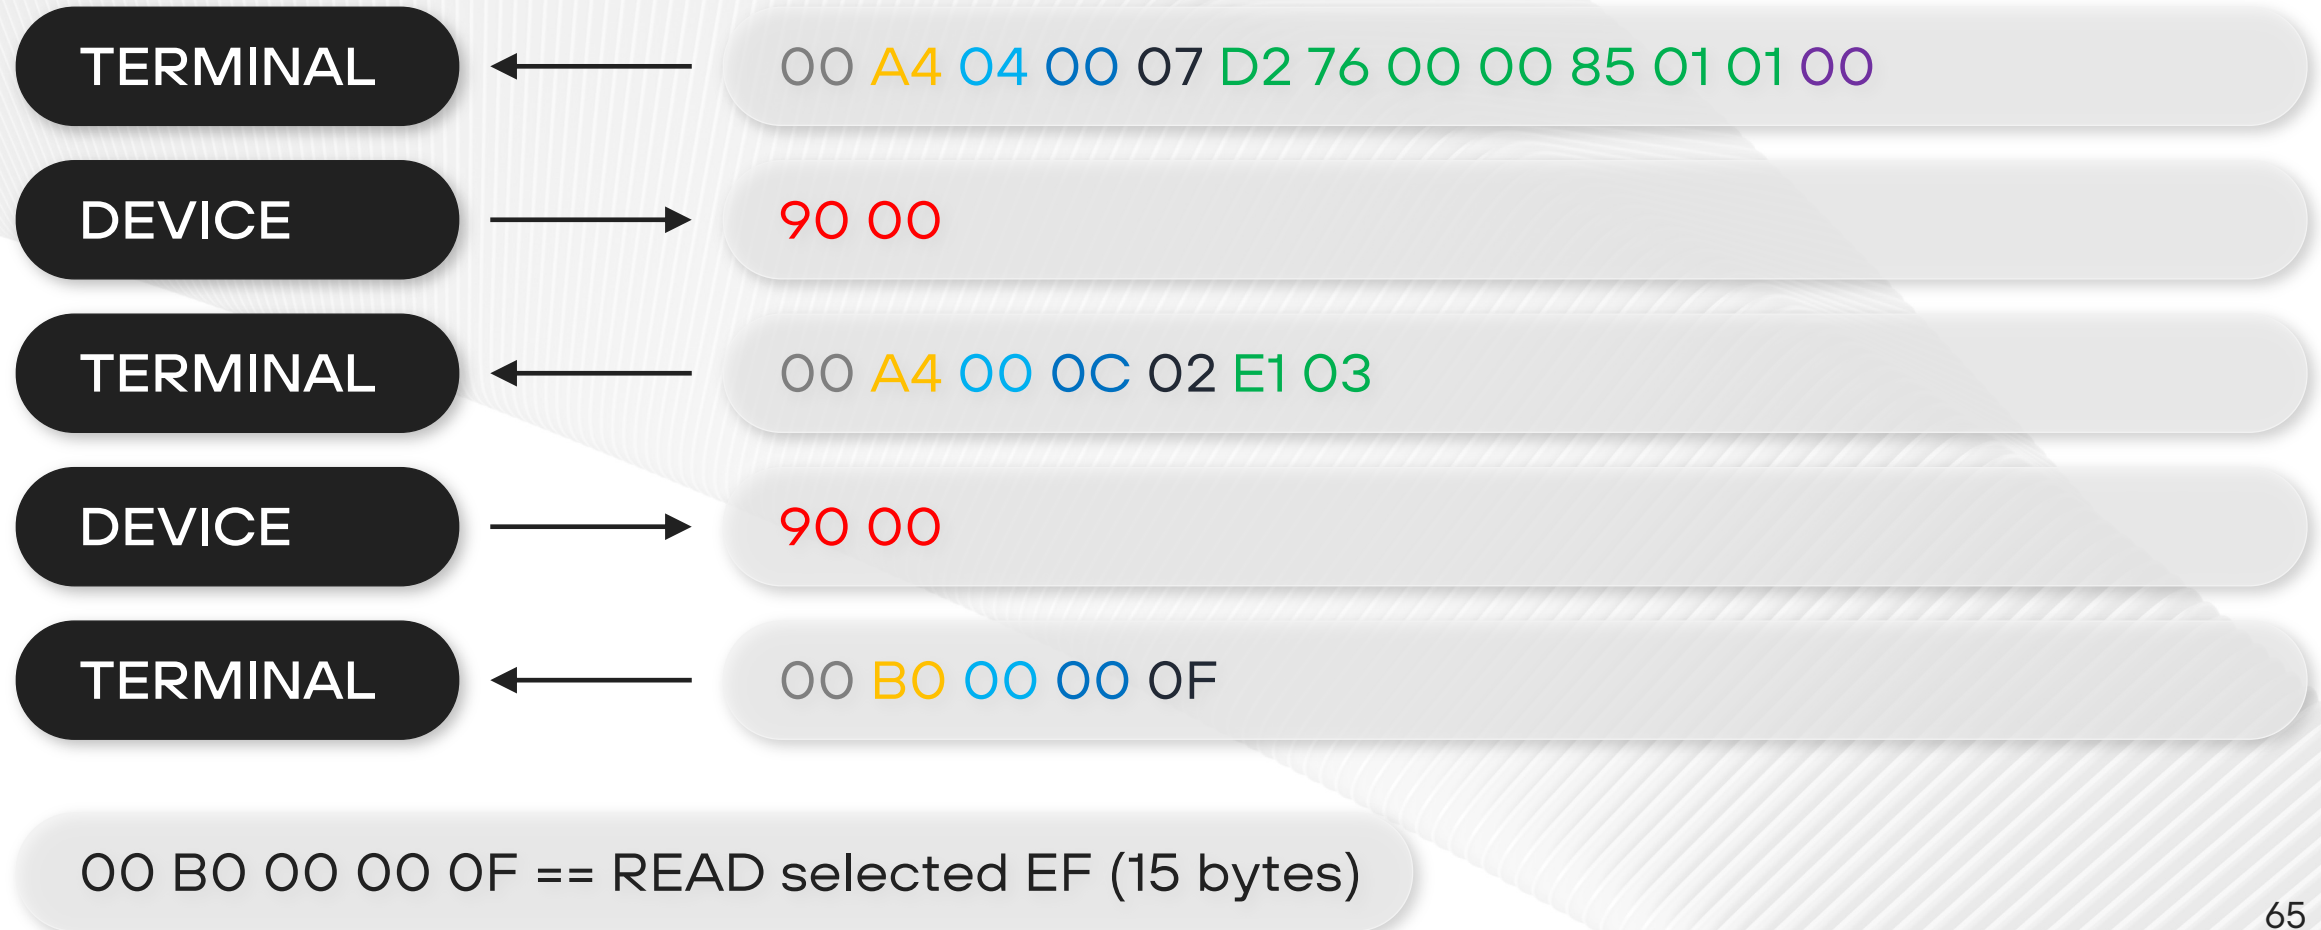 TERMINAL 00 A4 04 00 07 D2 76 00 00 85 01 01 00
DEVICE 90 00
TERMINAL 00 A4 00 0C 02 E1 03
DEVICE 90 00
TERMINAL 00 B0 00 00 0F
00 B0 00 00 0F == READ selected EF (15 bytes)
65